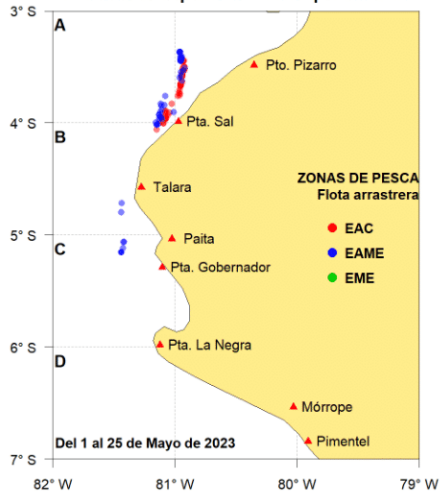 3° S
A
Pto. Pizarro
4° S
Pta. Sal
B
ZONAS DE PESCA
Flota arrastrera
Talara
EAC
5° S
Paita
EAME
C
Pta. Gobernador
EME
6° S
Pta. La Negra
D
Mórrope
Del 1 al 25 de Mayo de 2023
Pimentel
7° S
82° W
81° W
80° W
79° W